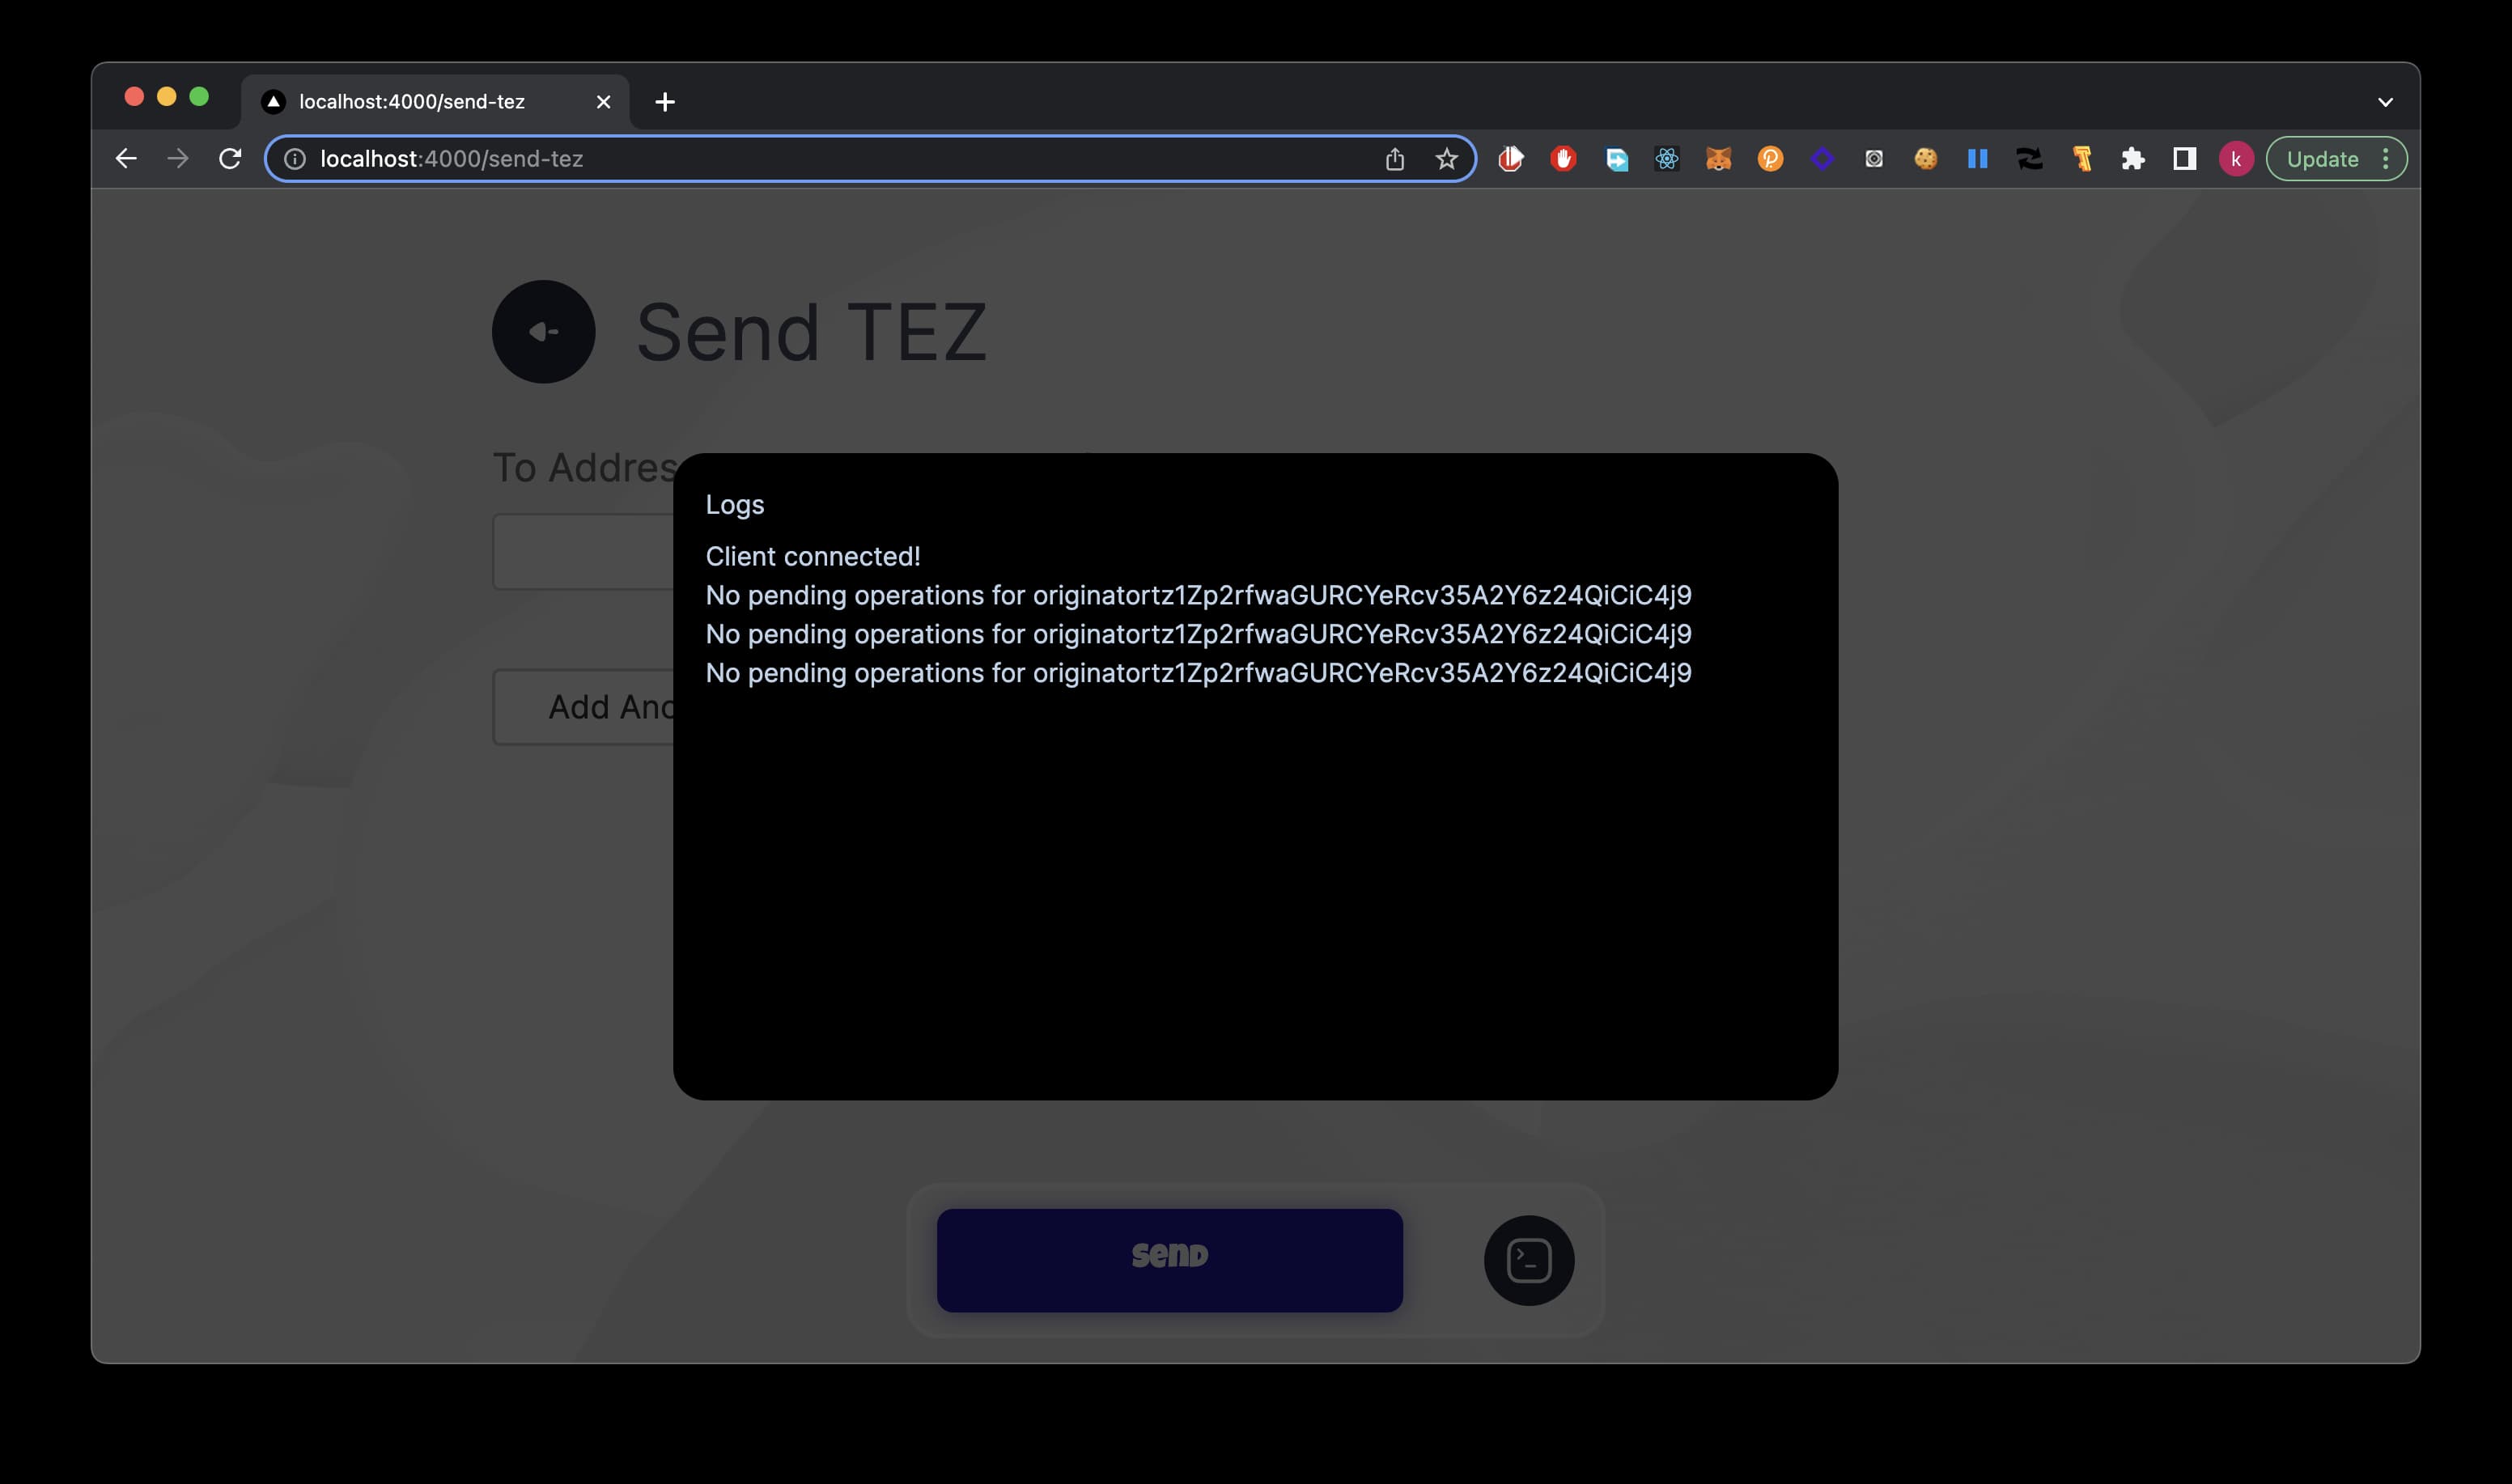 localhost:4000/send-tez
localhost:4000/send-tez
k
Update
Send TEZ
To Addres
Logs
Client connected!
No pending operations for originatortz1Zp2rfwaGURCYeRcv35A2Y6z24QiCiC4j9
No pending operations for originatortz1Zp2rfwaGURCYeRcv35A2Y6z24QiCiC4j9
No pending operations for originatortz1Zp2rfwaGURCYeRcv35A2Y6z24QiCiC4j9
Add Ano
Send